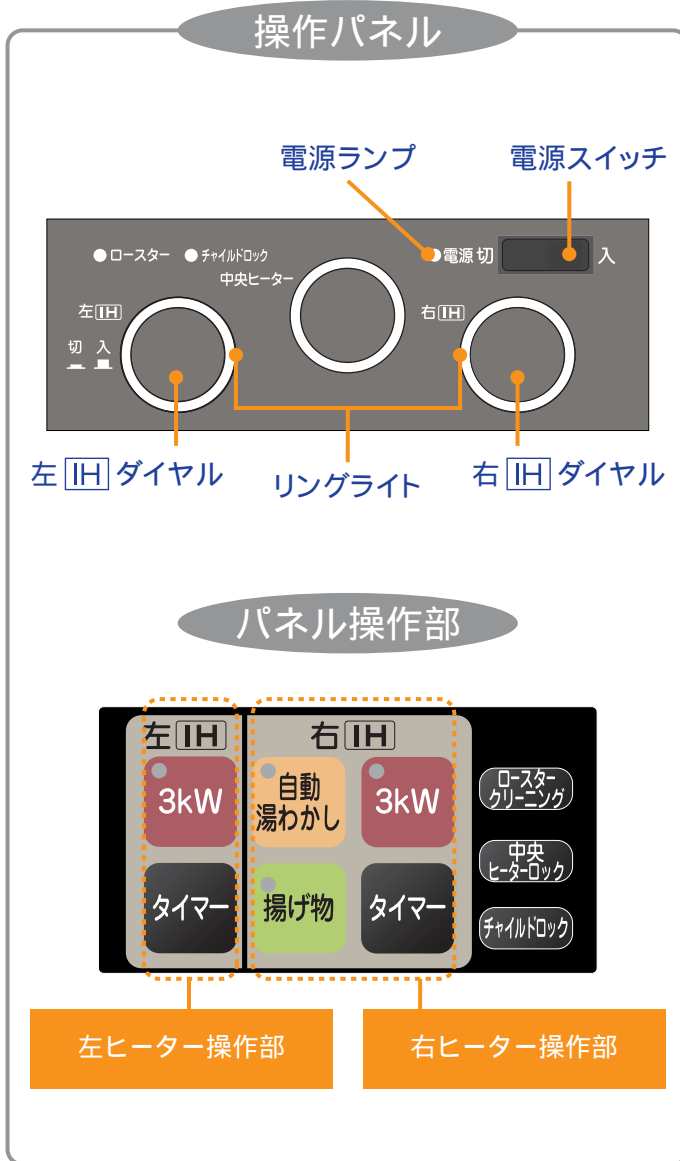 操作パネル
電源ランプ
電源スイッチ
ロースター
チャイルドロック
電源 切
入
中央ヒーター
左IH
右IH
切 入
左 IH ダイヤル
リングライト
右 IH ダイヤル
パネル操作部
左IH
右IH
3kW
自動
湯わかし
3kW
ロースター
クリーニング
中央
ヒーターロック
タイマー
揚げ物
タイマー
チャイルドロック
左ヒーター操作部
右ヒーター操作部